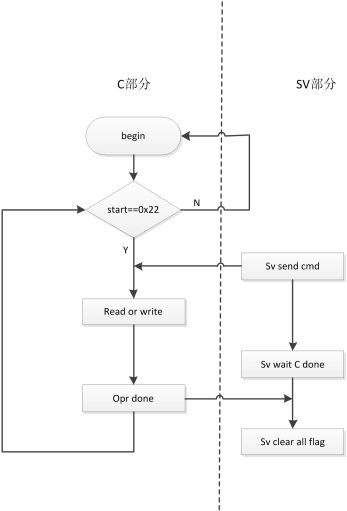 C部分
SV部分
begin
start==0x22
N
Y
Sv send cmd
Read or write
Sv wait C done
Opr done
Sv clear all flag